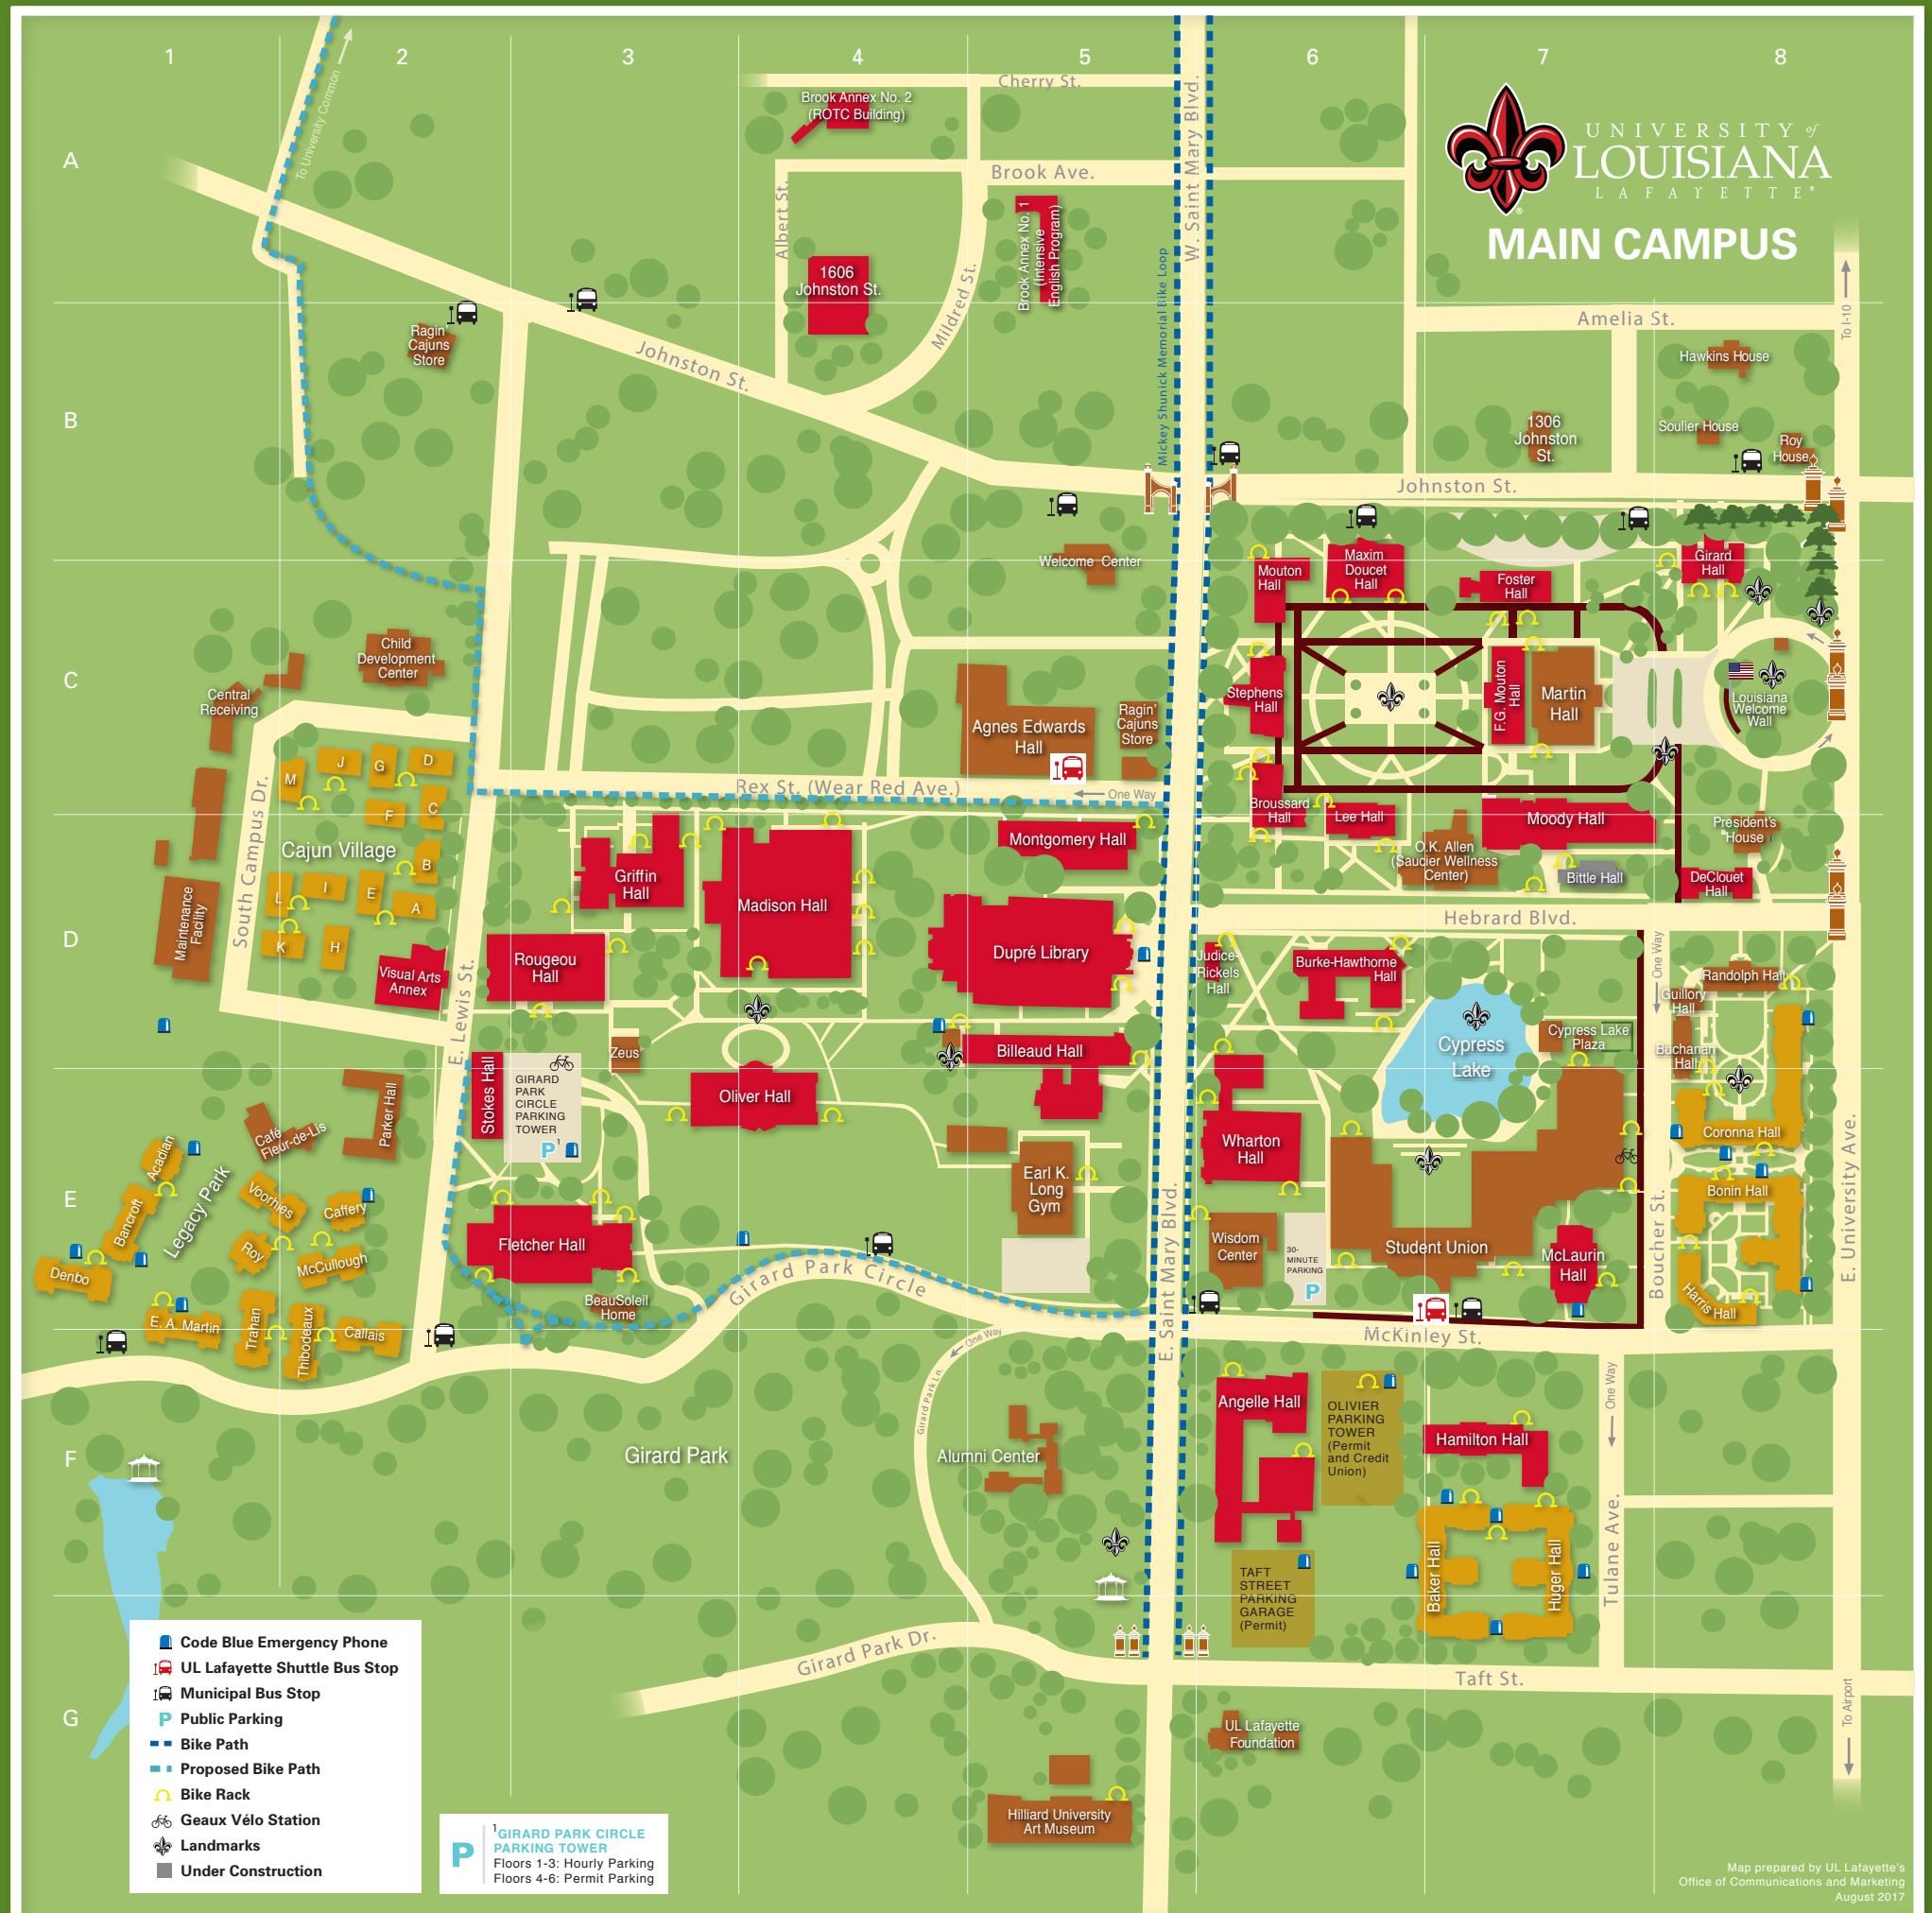 1 2 3 4 5 6 7 8
A
B
C
D
E
F
G
UNIVERSITY of
LOUISIANA
LAFAYETTE®
MAIN CAMPUS
To University Common
Cherry St.
Brook Annex No. 2
(ROTC Building)
Brook Ave.
Albert St.
Mildred St.
W. Saint Mary Blvd.
Brook Annex No. 1
(Intensive
English Program)
1606
Johnston St.
Mickey Shunick Memorial Bike Loop
Amelia St.
To I-10
Ragin'
Cajuns
Store
Johnston St.
Hawkins House
Soulier House
Roy
House
1306
Johnston
St.
Johnston St.
Welcome Center
Mouton
Hall
Maxim
Doucet
Hall
Foster
Hall
Girard
Hall
Child
Development
Center
Central
Receiving
Agnes Edwards
Hall
Ragin'
Cajuns
Store
Stephens
Hall
F.G. Mouton
Hall
Martin
Hall
Louisiana
Welcome
Wall
M
J
G
D
F
C
Rex St. (Wear Red Ave.)
One Way
South Campus Dr.
Cajun Village
B
L
I
E
A
K
H
Maintenance
Facility
Visual Arts
Annex
E. Lewis St.
Griffin
Hall
Madison Hall
Montgomery Hall
Broussard
Hall
Lee Hall
Moody Hall
O.K. Allen
(Saucier Wellness
Center)
Bittle Hall
President's
House
DeClouet
Hall
Hebrard Blvd.
Rougeou
Hall
Dupré Library
Judice-
Rickels
Hall
Burke-Hawthorne
Hall
One Way
Randolph Hall
Guillory
Hall
Cypress
Lake
Cypress Lake
Plaza
Buchanan
Hall
Zeus
Billeaud Hall
Stokes Hall
GIRARD
PARK
CIRCLE
PARKING
TOWER
P1
Oliver Hall
Parker Hall
Café
Fleur-de-Lis
Acadian
Bancroft
Legacy Park
Voorhies
Caffery
Roy
McCullough
Denbo
E. A. Martin
Trahan
Thibodeaux
Callais
Earl K.
Long
Gym
Wharton
Hall
Coronna Hall
Bonin Hall
Fletcher Hall
Wisdom
Center
30-
MINUTE
PARKING
P
Student Union
McLaurin
Hall
Boucher St.
Harris
Hall
E. University Ave.
BeauSoleil
Home
Girard Park Circle
E. Saint Mary Blvd.
One Way
McKinley St.
Girard Park Ln.
Girard Park
Alumni Center
Angelle Hall
OLIVIER
PARKING
TOWER
(Permit
and Credit
Union)
Hamilton Hall
One Way
Tulane Ave.
TAFT
STREET
PARKING
GARAGE
(Permit)
Baker Hall
Huger Hall
Girard Park Dr.
Taft St.
To Airport
UL Lafayette
Foundation
Hilliard University
Art Museum
Code Blue Emergency Phone
UL Lafayette Shuttle Bus Stop
Municipal Bus Stop
P Public Parking
Bike Path
Proposed Bike Path
Bike Rack
Geaux Vélo Station
Landmarks
Under Construction
P
1GIRARD PARK CIRCLE
PARKING TOWER
Floors 1-3: Hourly Parking
Floors 4-6: Permit Parking
Map prepared by UL Lafayette's
Office of Communications and Marketing
August 2017